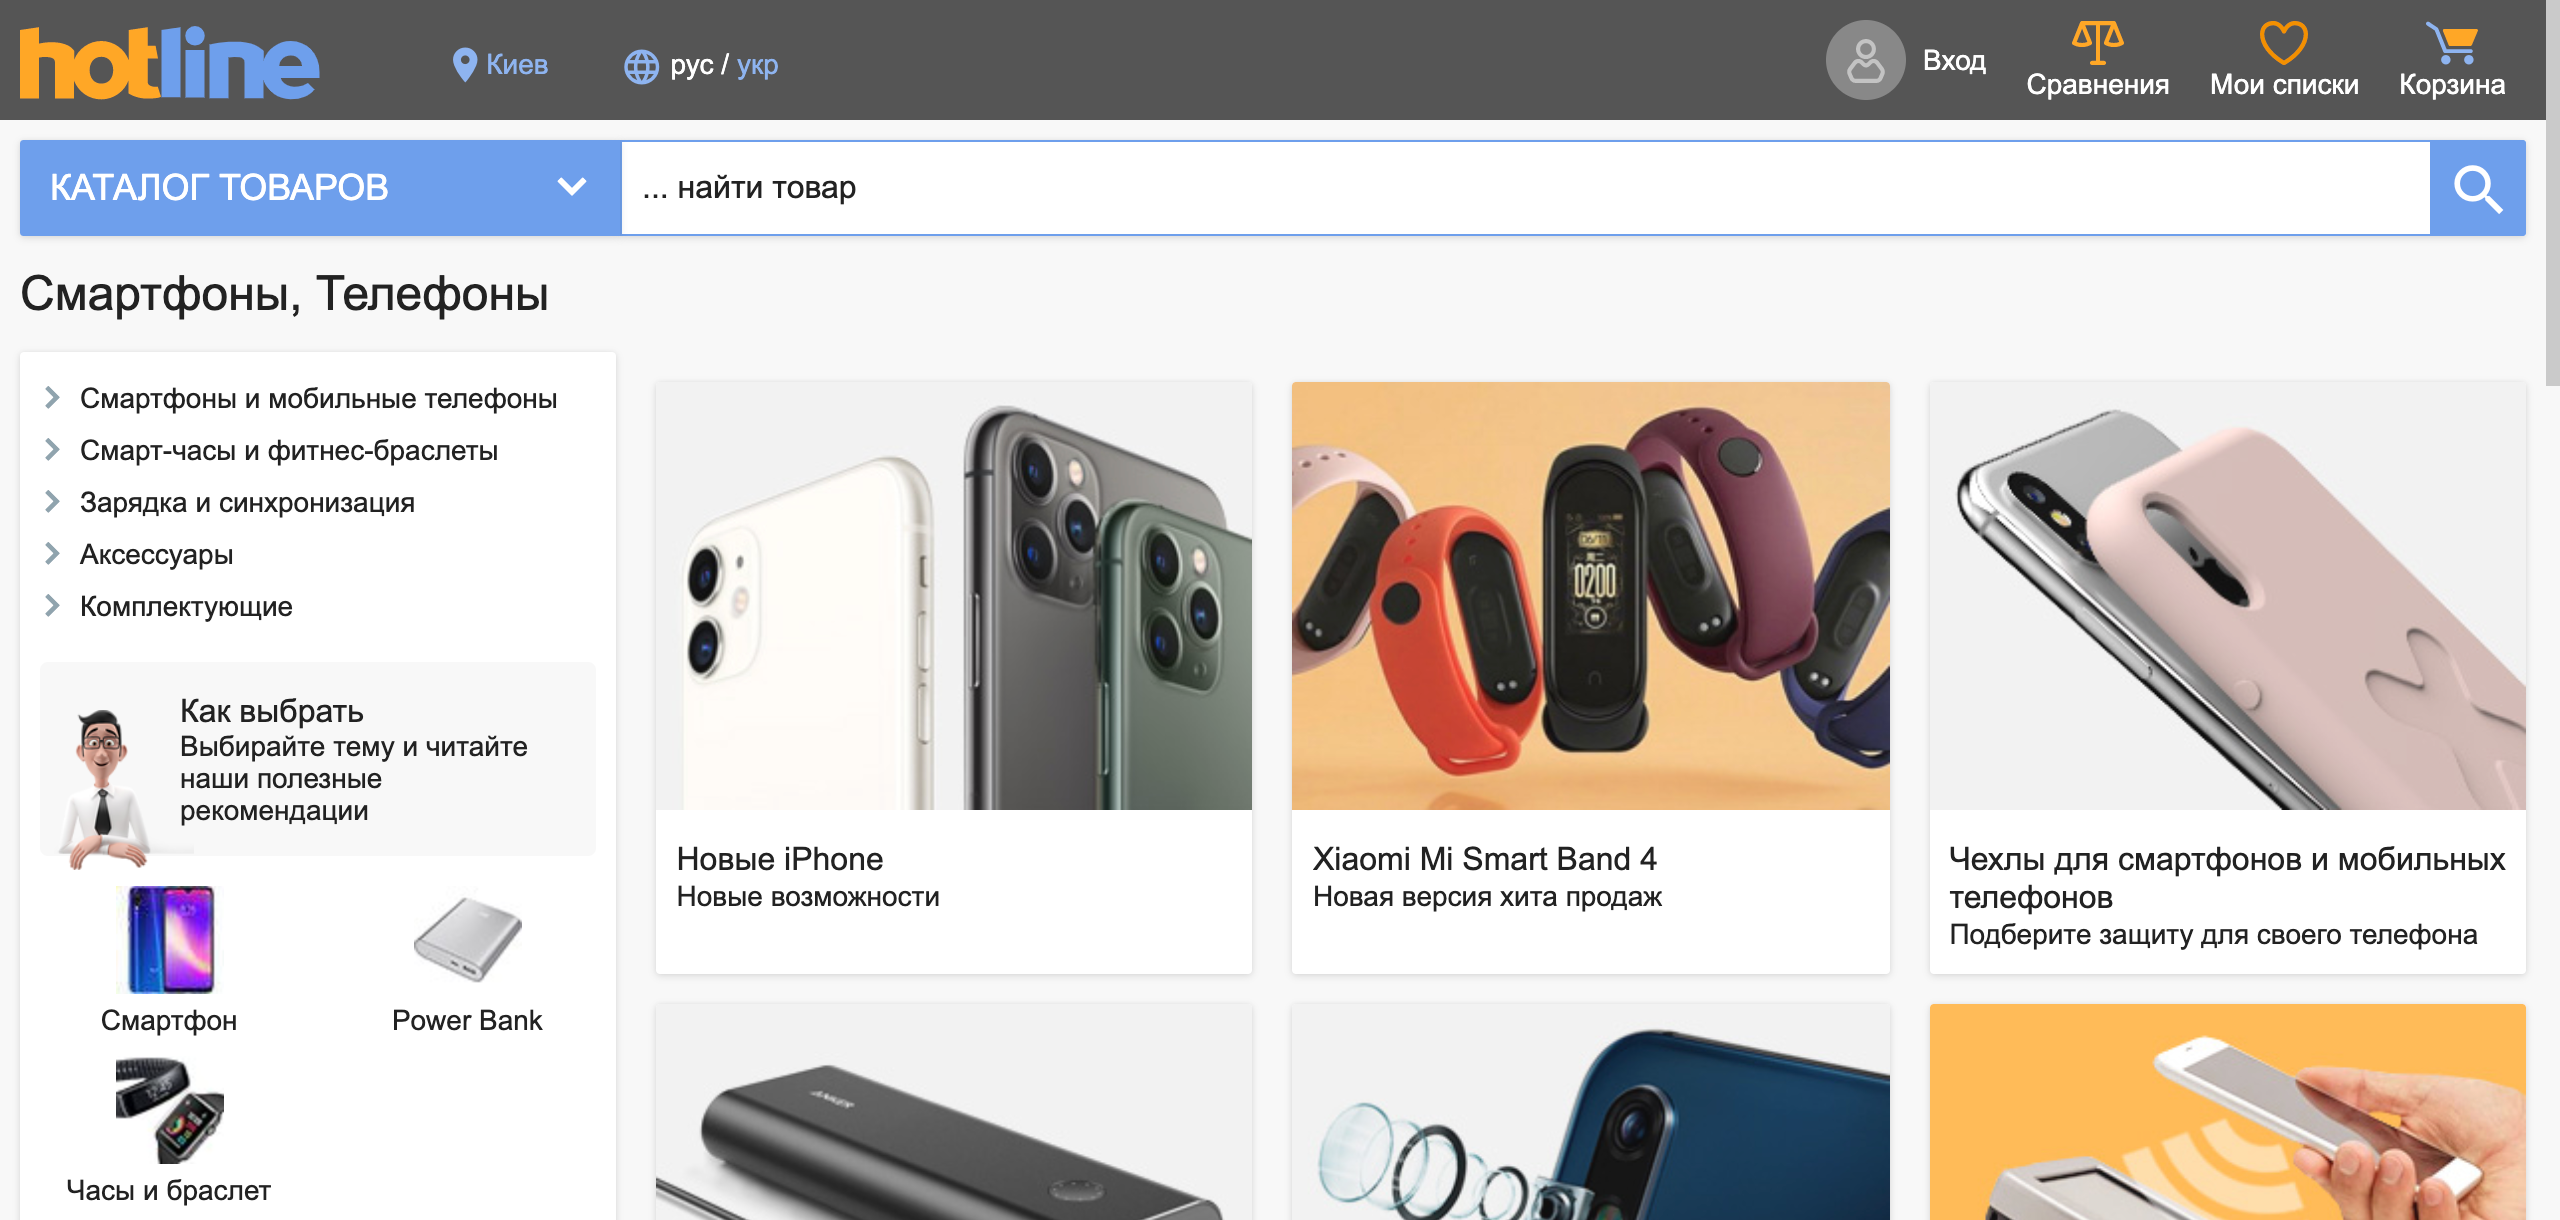 hotline
Киев
рус / укр
Вход
Сравнения
Мои списки
Корзина
КАТАЛОГ ТОВАРОВ
... найти товар
Смартфоны, Телефоны
Смартфоны и мобильные телефоны
Смарт-часы и фитнес-браслеты
Зарядка и синхронизация
Аксессуары
Комплектующие
Как выбрать
Выбирайте тему и читайте
наши полезные
рекомендации
Смартфон
Power Bank
Часы и браслет
0200
Новые iPhone
Новые возможности
Xiaomi Mi Smart Band 4
Новая версия хита продаж
Чехлы для смартфонов и мобильных
телефонов
Подберите защиту для своего телефона
ANKER